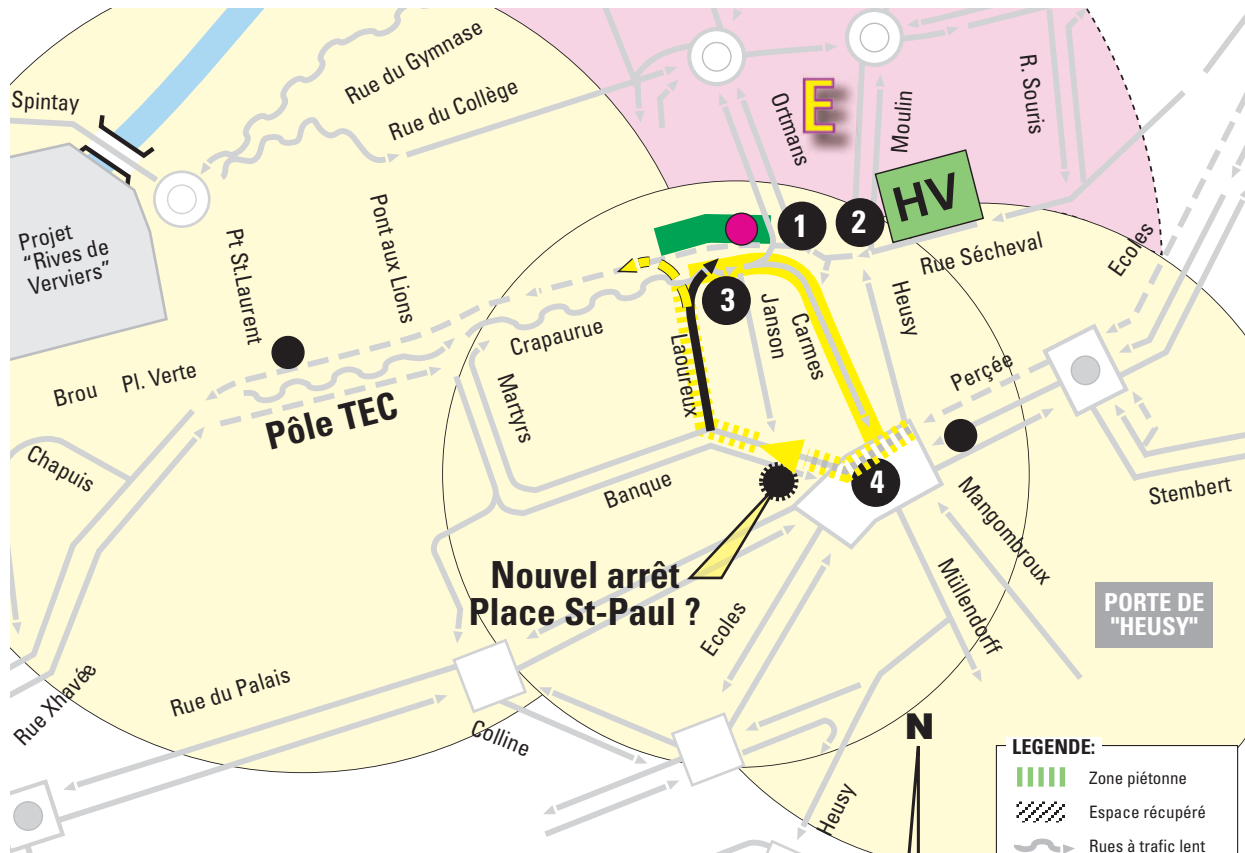 Rue du Gymnase
Spintay
Rue du Collège
Ortmans
E
Moulin
R. Souris
HV
1
2
Projet
"Rives de
Verviers"
Pt St.Laurent
Pont aux Lions
Rue Sécheval
Ecoles
3
Janson
Carmes
Heusy
Crapaurue
Laoureux
Perçée
Brou
Pl. Verte
Martyrs
Pôle TEC
Chapuis
Banque
4
Mangombroux
Stembert
Nouvel arrêt
Place St-Paul ?
Ecoles
Müllendorff
PORTE DE
"HEUSY"
Rue Xhavée
Rue du Palais
Colline
Heusy
N
LEGENDE:
Zone piétonne
Espace récupéré
Rues à trafic lent